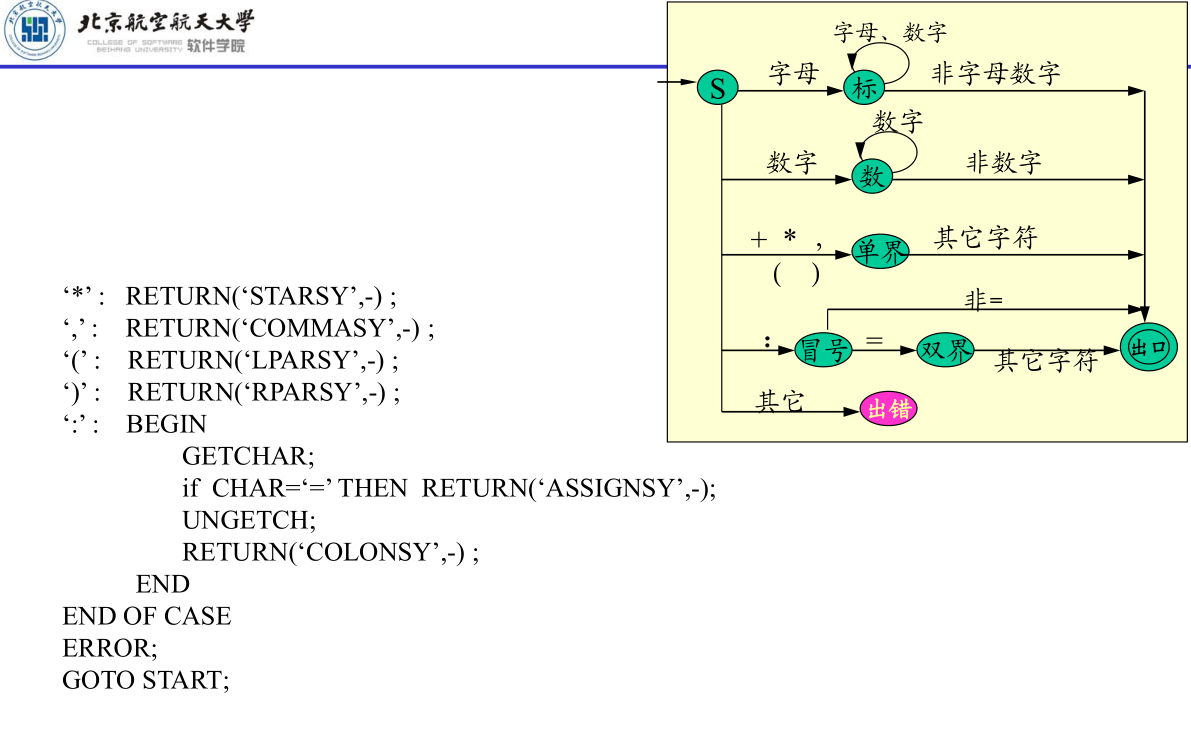 北京航空航天大学
COLLEGE OF SOFTWARE
BEIHANG UNIVERSITY 软件学院
字母、数字
S 字母 标 非字母数字
数字
数字 数 非数字
+ * ,
( )
单界 其它字符
非=
: 冒号 = 双界 其它字符 出口
其它 出错
‘*’ : RETURN(‘STARSY’,-) ;
‘,’ : RETURN(‘COMMASY’,-) ;
‘(’ : RETURN(‘LPARSY’,-) ;
‘)’ : RETURN(‘RPARSY’,-) ;
‘:’ : BEGIN
GETCHAR;
if CHAR=‘=’ THEN RETURN(‘ASSIGNSY’,-);
UNGETCH;
RETURN(‘COLONSY’,-) ;
END
END OF CASE
ERROR;
GOTO START;